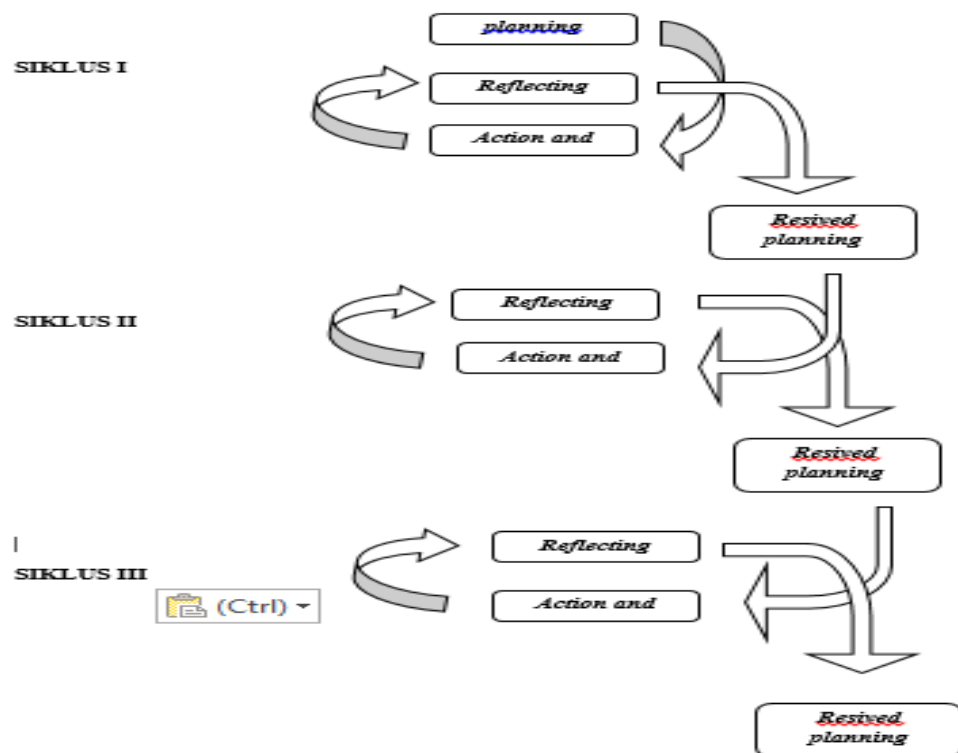 planning
SIKLUS I
Reflecting
Action and
Resived
planning
Reflecting
SIKLUS II
Action and
Resived
planning
Reflecting
SIKLUS III
Action and
(Ctrl)
Resived
planning